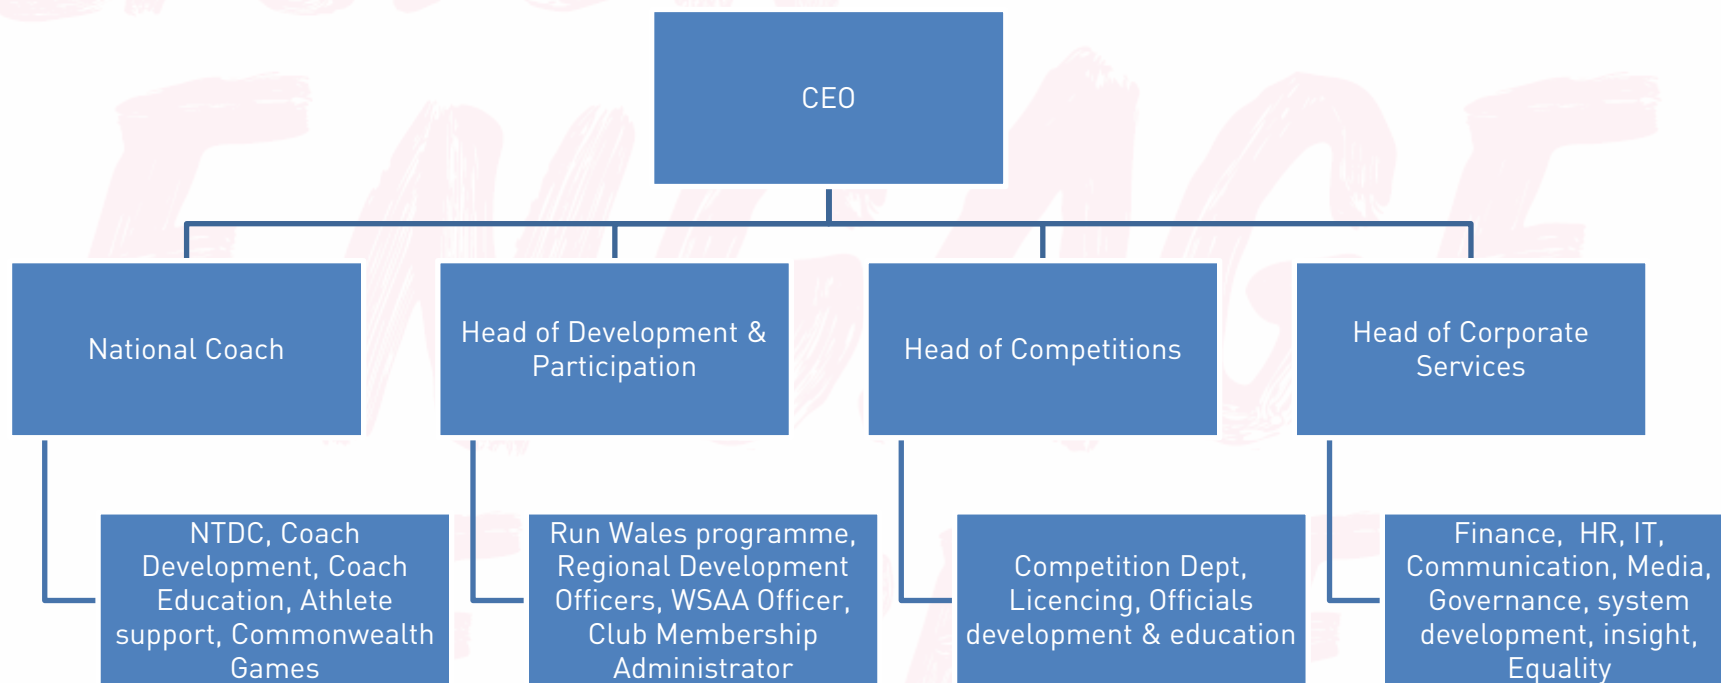 CEO
National Coach
Head of Development &
Participation
Head of Competitions
Head of Corporate
Services
NTDC, Coach
Development, Coach
Education, Athlete
support, Commonwealth
Games
Run Wales programme,
Regional Development
Officers, WSAA Officer,
Club Membership
Administrator
Competition Dept,
Licencing, Officials
development & education
Finance,  HR, IT,
Communication, Media,
Governance, system
development, insight,
Equality